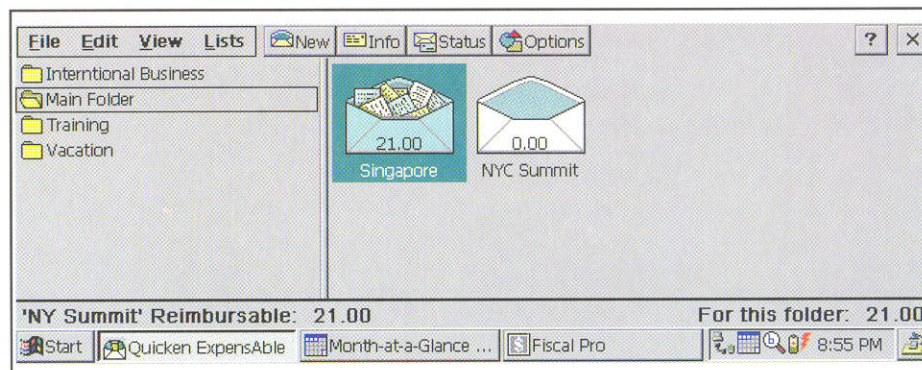 File Edit View Lists New Info Status Options ? ×
Interntional Business
Main Folder
Training
Vacation
21.00 0.00
Singapore NYC Summit
'NY Summit' Reimbursable: 21.00 For this folder: 21.00
Start Quicken ExpensAble Month-at-a-Glance ... Fiscal Pro 8:55 PM